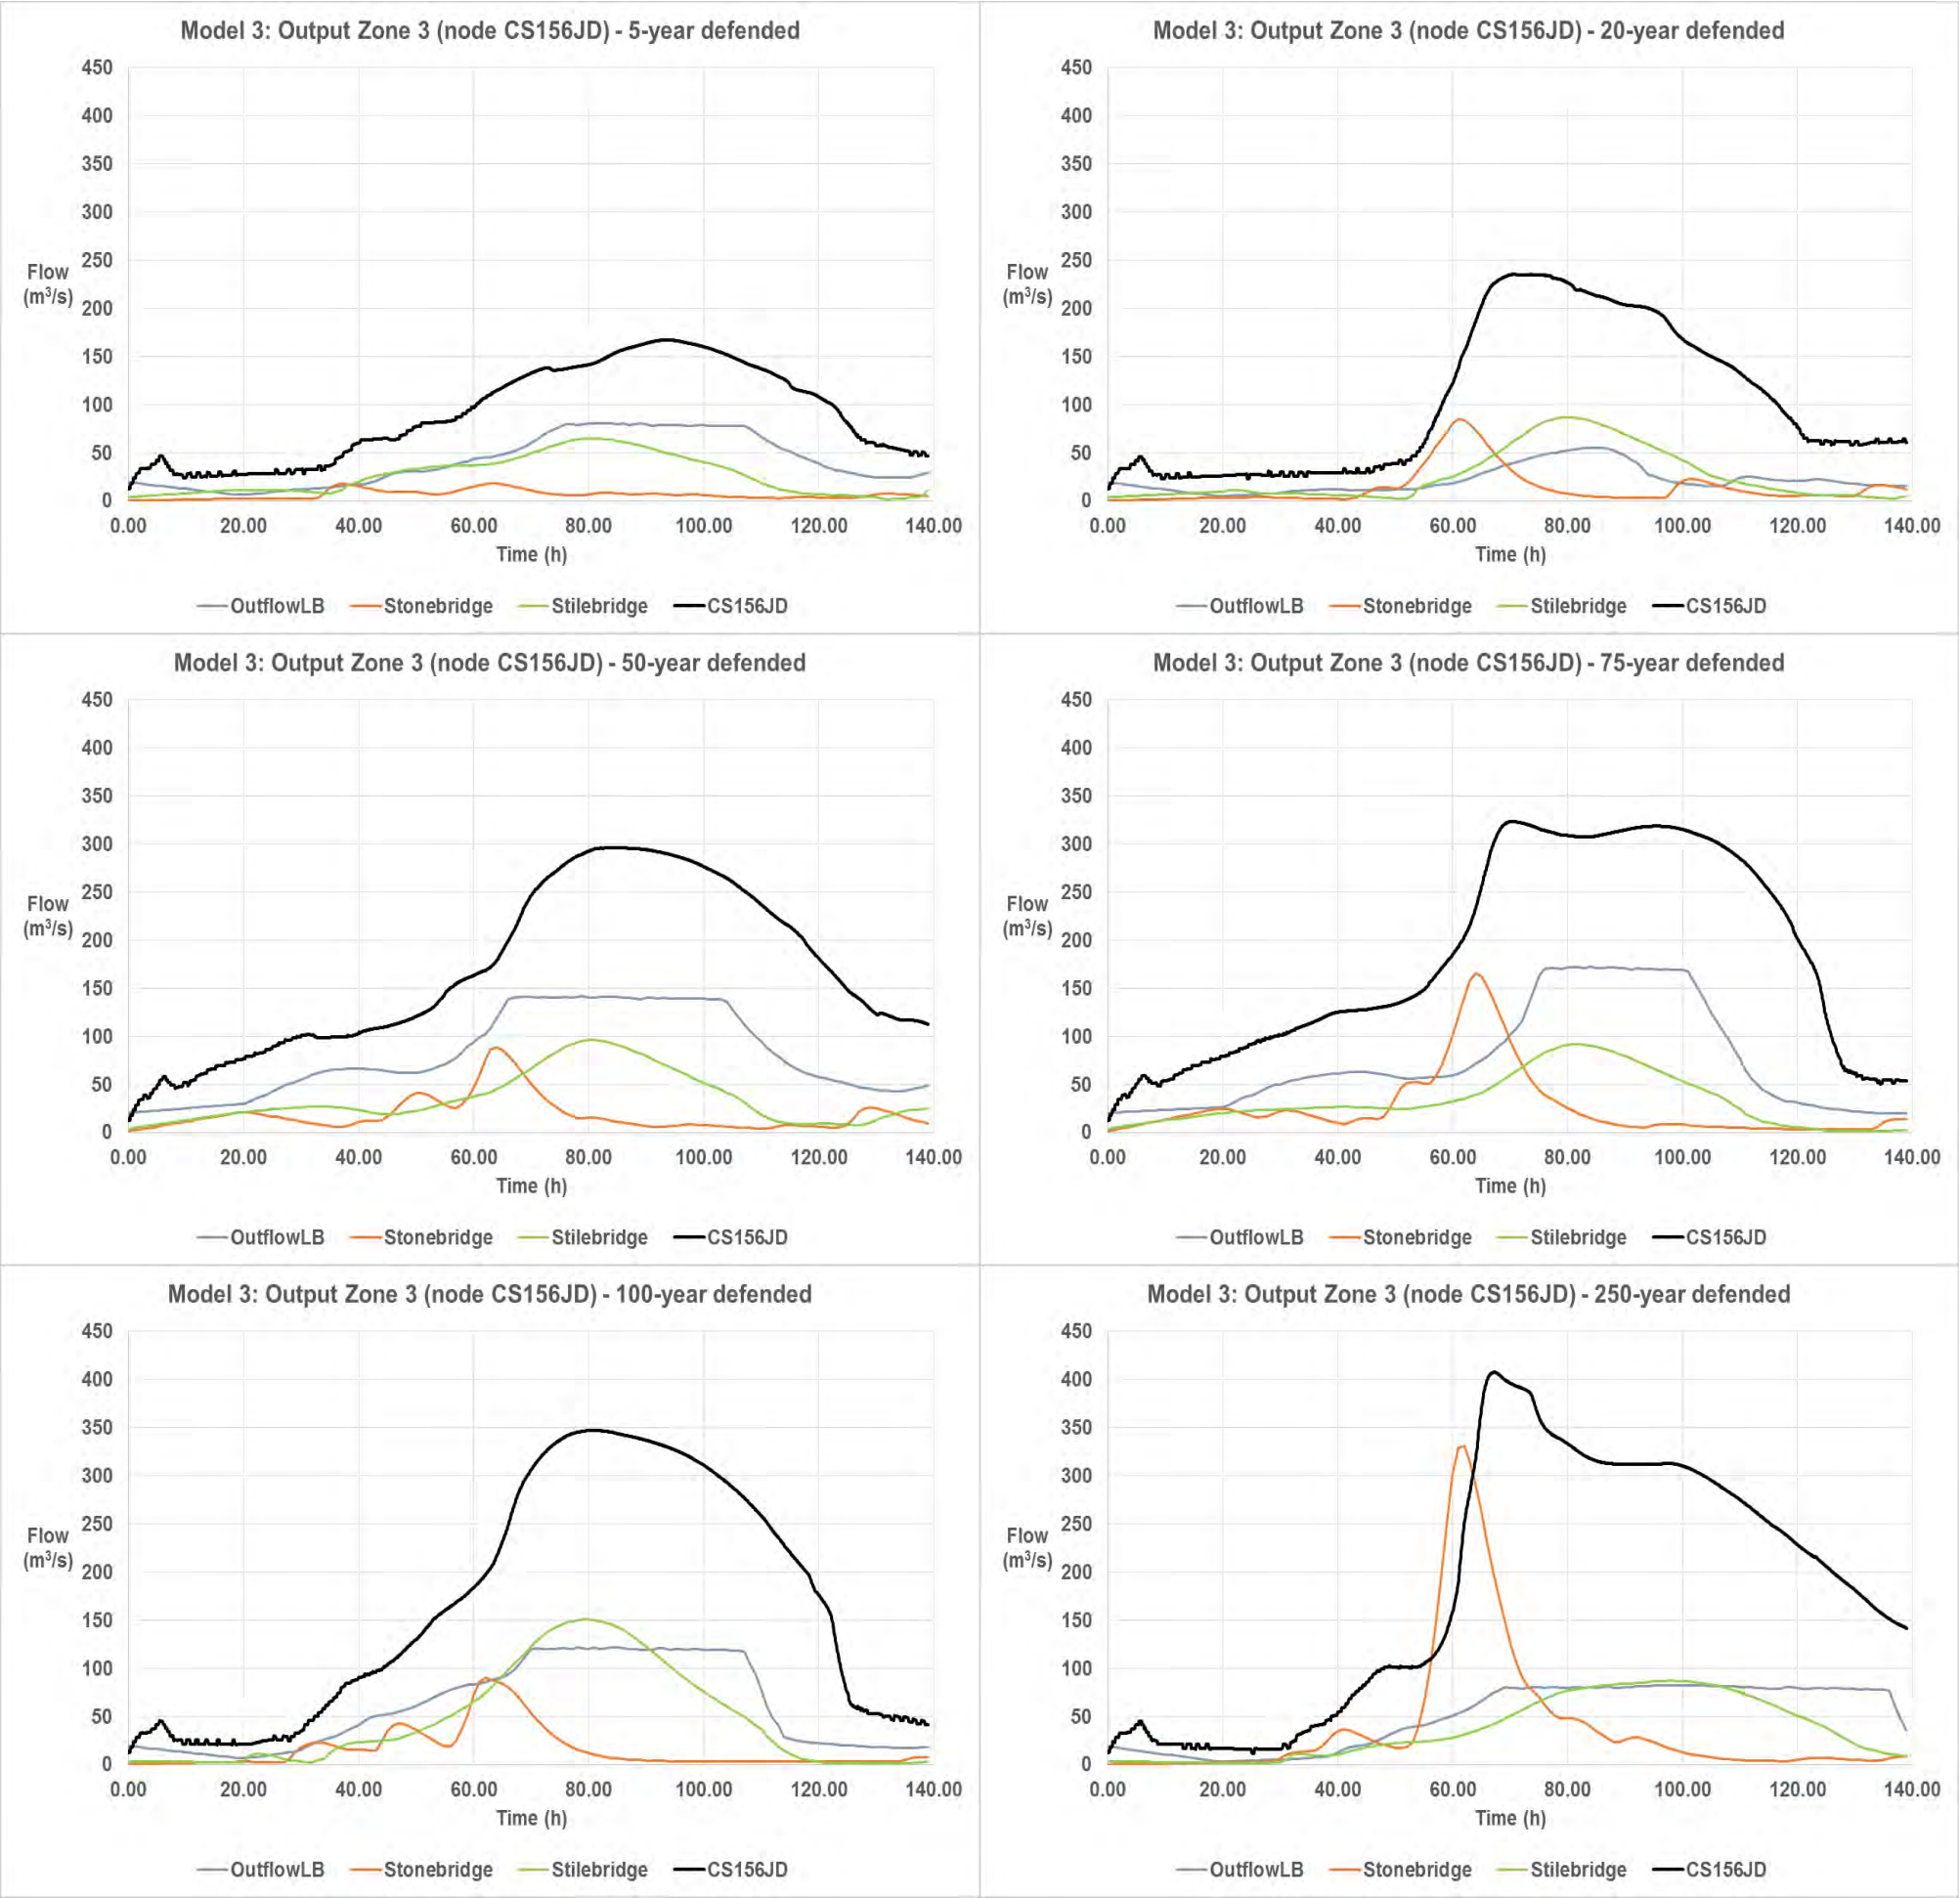 Model 3: Output Zone 3 (node CS156JD) - 5-year defended
450
400
350
300
250
200
150
100
50
0
Flow
(m³/s)
0.00 20.00 40.00 60.00 80.00 100.00 120.00 140.00
Time (h)
OutflowLB Stonebridge Stilebridge CS156JD
Model 3: Output Zone 3 (node CS156JD) - 20-year defended
450
400
350
300
250
200
150
100
50
0
Flow
(m³/s)
0.00 20.00 40.00 60.00 80.00 100.00 120.00 140.00
Time (h)
OutflowLB Stonebridge Stilebridge CS156JD
Model 3: Output Zone 3 (node CS156JD) - 50-year defended
450
400
350
300
250
200
150
100
50
0
Flow
(m³/s)
0.00 20.00 40.00 60.00 80.00 100.00 120.00 140.00
Time (h)
OutflowLB Stonebridge Stilebridge CS156JD
Model 3: Output Zone 3 (node CS156JD) - 75-year defended
450
400
350
300
250
200
150
100
50
0
Flow
(m³/s)
0.00 20.00 40.00 60.00 80.00 100.00 120.00 140.00
Time (h)
OutflowLB Stonebridge Stilebridge CS156JD
Model 3: Output Zone 3 (node CS156JD) - 100-year defended
450
400
350
300
250
200
150
100
50
0
Flow
(m³/s)
0.00 20.00 40.00 60.00 80.00 100.00 120.00 140.00
Time (h)
OutflowLB Stonebridge Stilebridge CS156JD
Model 3: Output Zone 3 (node CS156JD) - 250-year defended
450
400
350
300
250
200
150
100
50
0
Flow
(m³/s)
0.00 20.00 40.00 60.00 80.00 100.00 120.00 140.00
Time (h)
OutflowLB Stonebridge Stilebridge CS156JD